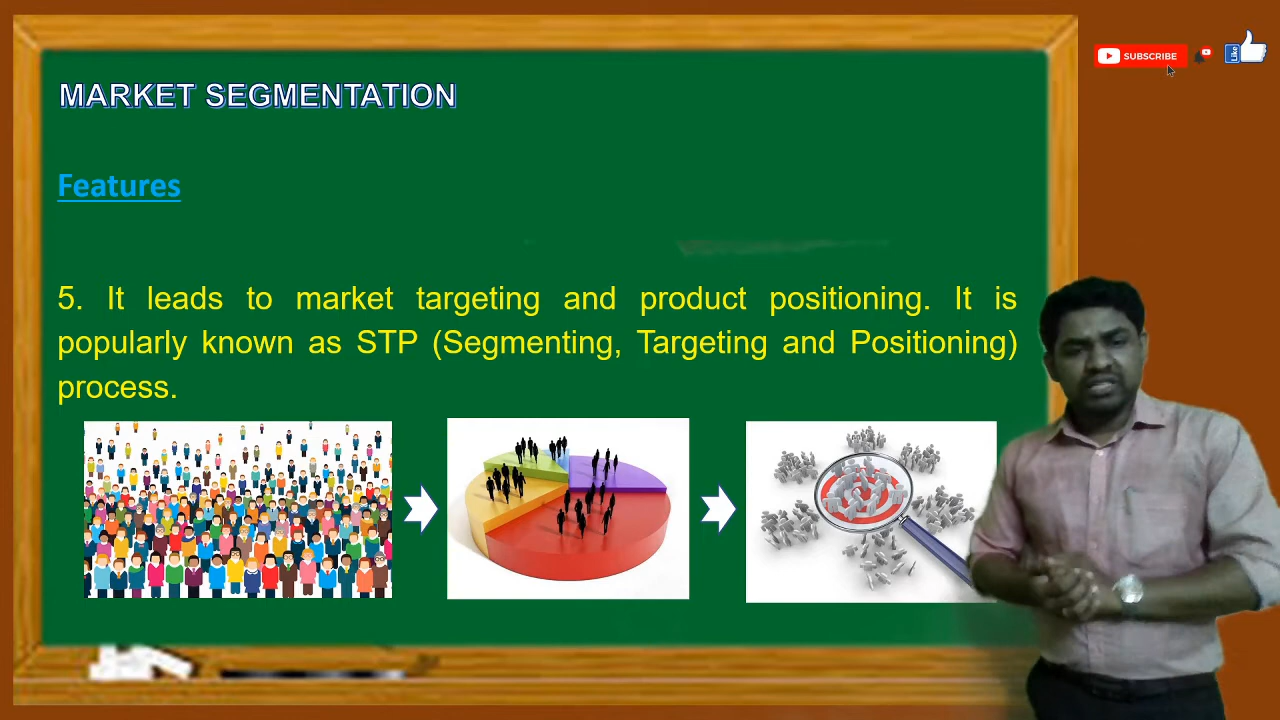 SUBSCRIBE
Like
MARKET SEGMENTATION
Features
5. It leads to market targeting and product positioning. It is
popularly known as STP (Segmenting, Targeting and Positioning)
process.